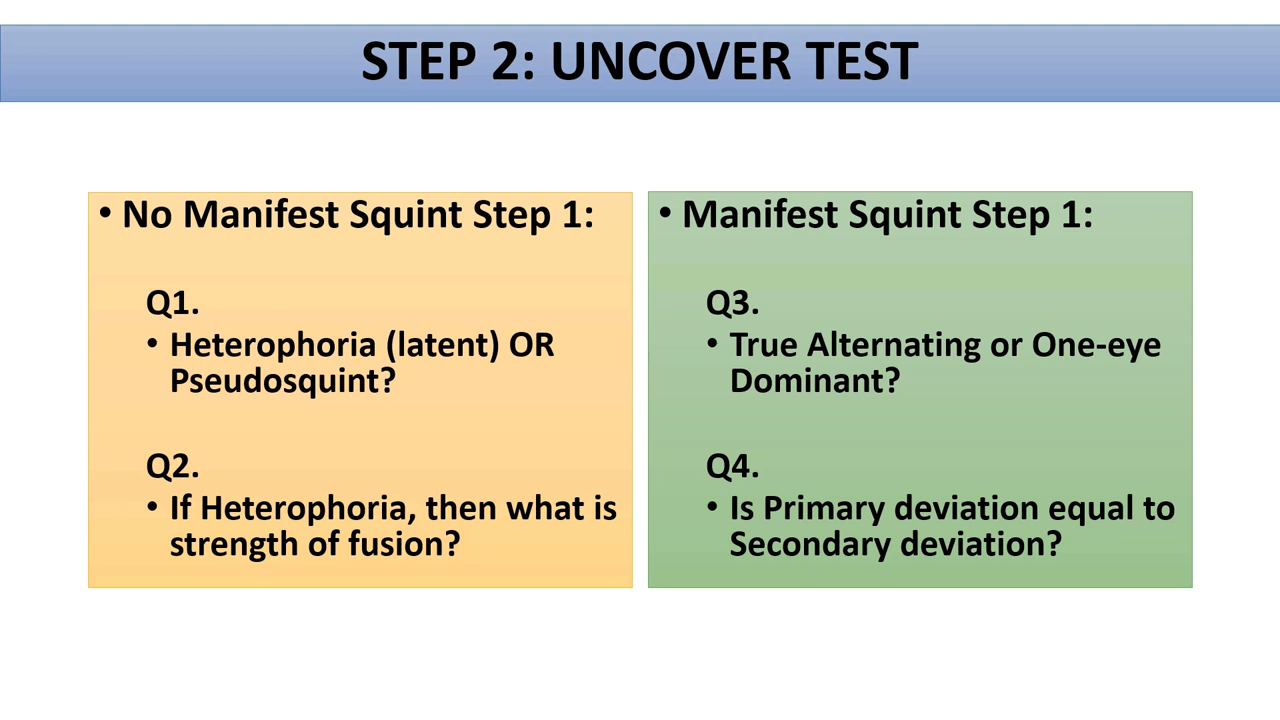 STEP 2: UNCOVER TEST
• No Manifest Squint Step 1:
Q1.
• Heterophoria (latent) OR
Pseudosquint?
Q2.
• If Heterophoria, then what is
strength of fusion?
• Manifest Squint Step 1:
Q3.
• True Alternating or One-eye
Dominant?
Q4.
• Is Primary deviation equal to
Secondary deviation?